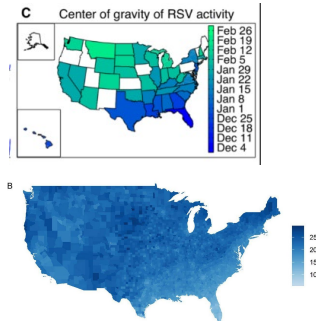 C Center of gravity of RSV activity
Feb 26
Feb 19
Feb 12
Feb 5
Jan 29
Jan 22
Jan 15
Jan 8
Jan 1
Dec 25
Dec 18
Dec 11
Dec 4
B
25
20
15
10